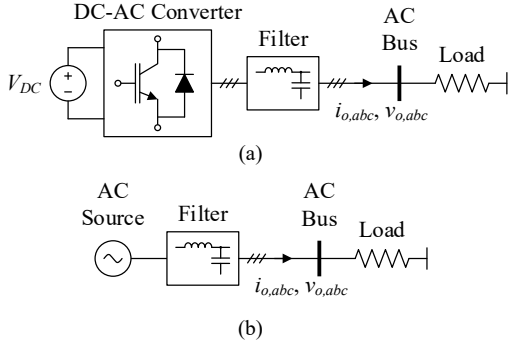 DC-AC Converter
Filter
AC
Bus
Load
V_DC
+
−
i_o,abc, v_o,abc
(a)
AC
Source
Filter
AC
Bus
Load
i_o,abc, v_o,abc
(b)